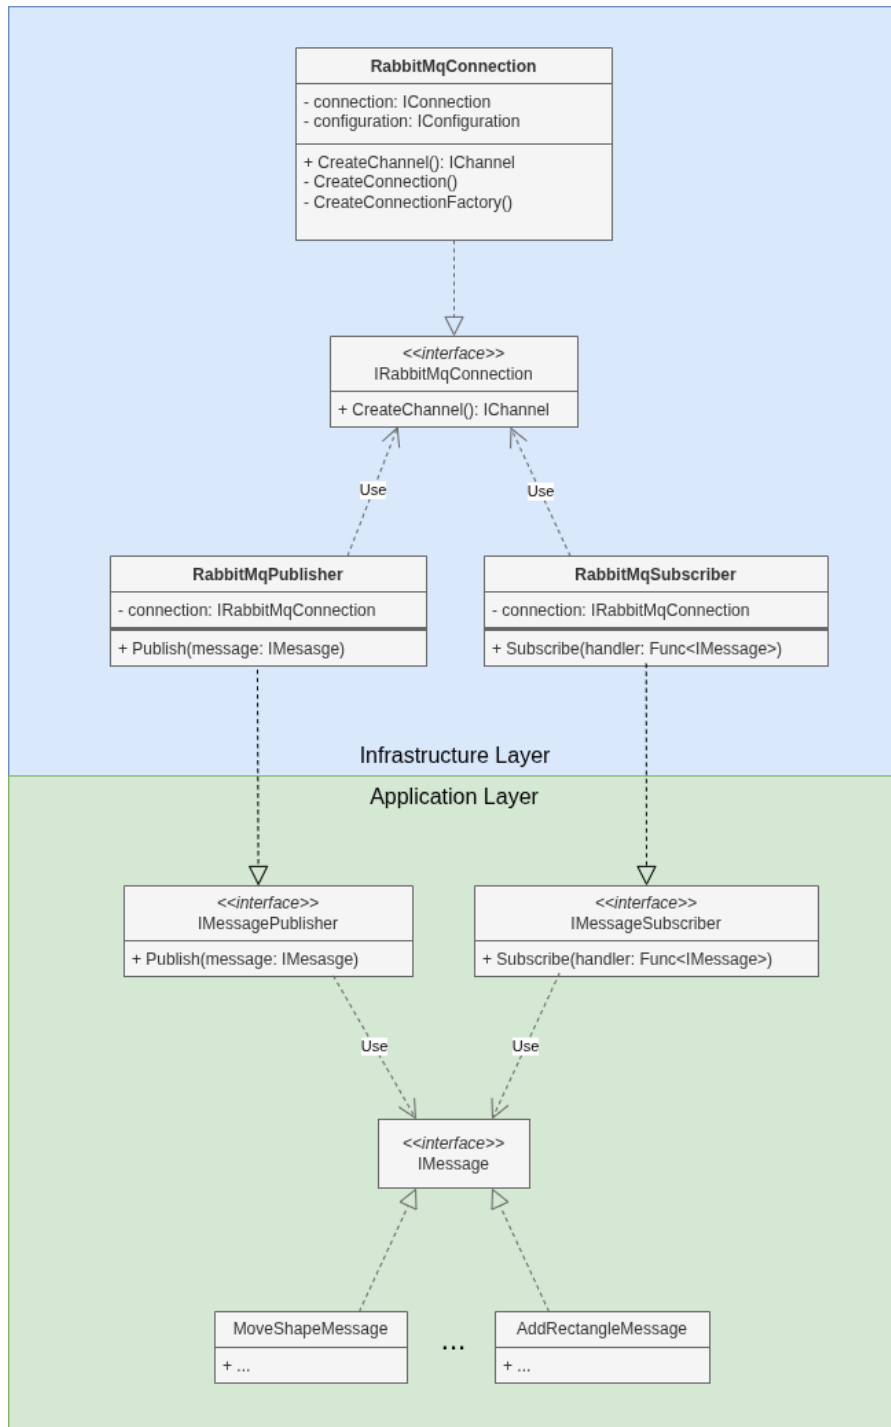 RabbitMqConnection
- connection: IConnection
- configuration: IConfiguration
+ CreateChannel(): IChannel
- CreateConnection()
- CreateConnectionFactory()
<<interface>>
IRabbitMqConnection
+ CreateChannel(): IChannel
Use
Use
RabbitMqPublisher
- connection: IRabbitMqConnection
+ Publish(message: IMesasge)
RabbitMqSubscriber
- connection: IRabbitMqConnection
+ Subscribe(handler: Func<IMessage>)
Infrastructure Layer
Application Layer
<<interface>>
IMessagePublisher
+ Publish(message: IMesasge)
<<interface>>
IMessageSubscriber
+ Subscribe(handler: Func<IMessage>)
Use
Use
<<interface>>
IMessage
MoveShapeMessage
+ ...
...
AddRectangleMessage
+ ...